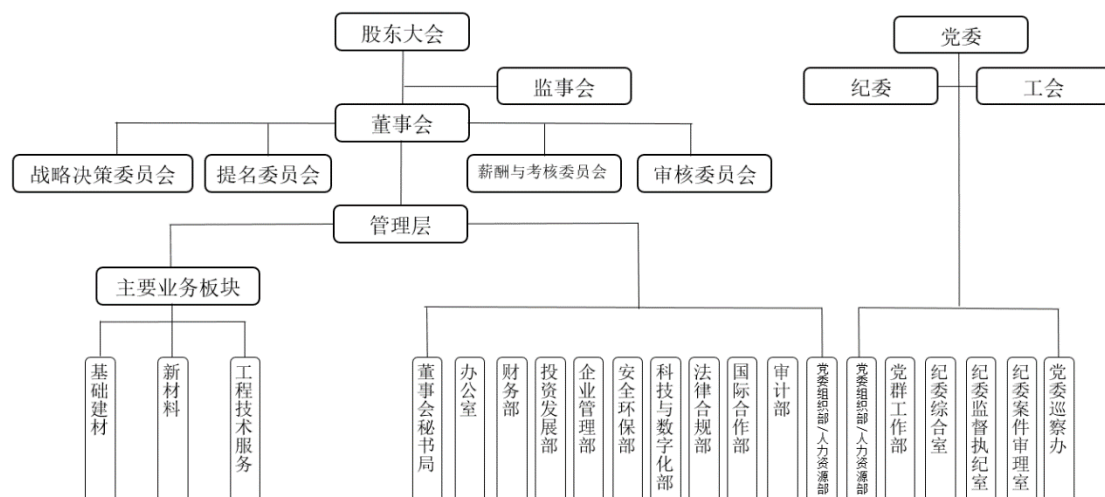 股东大会
党委
监事会
纪委
工会
董事会
战略决策委员会
提名委员会
薪酬与考核委员会
审核委员会
管理层
主要业务板块
基础建材
新材料
工程技术服务
董事会秘书局
办公室
财务部
投资发展部
企业管理部
安全环保部
科技与数字化部
法律合规部
国际合作部
审计部
党委组织部/人力资源部
党委组织部/人力资源部
党群工作部
纪委综合室
纪委监督执纪室
纪委案件审理室
党委巡察办